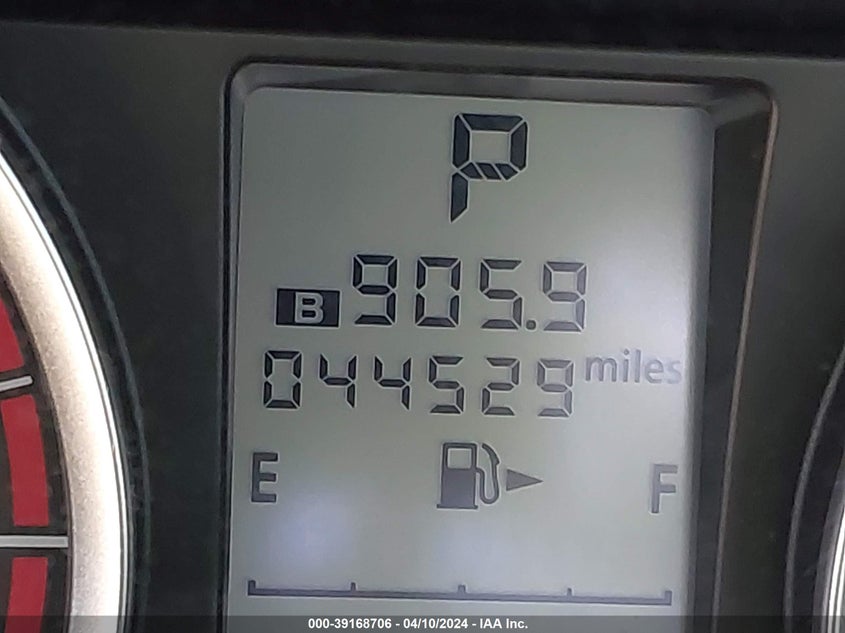 P
B 905.9
044529 miles
E F
000-39168706 - 04/10/2024 - IAA Inc.